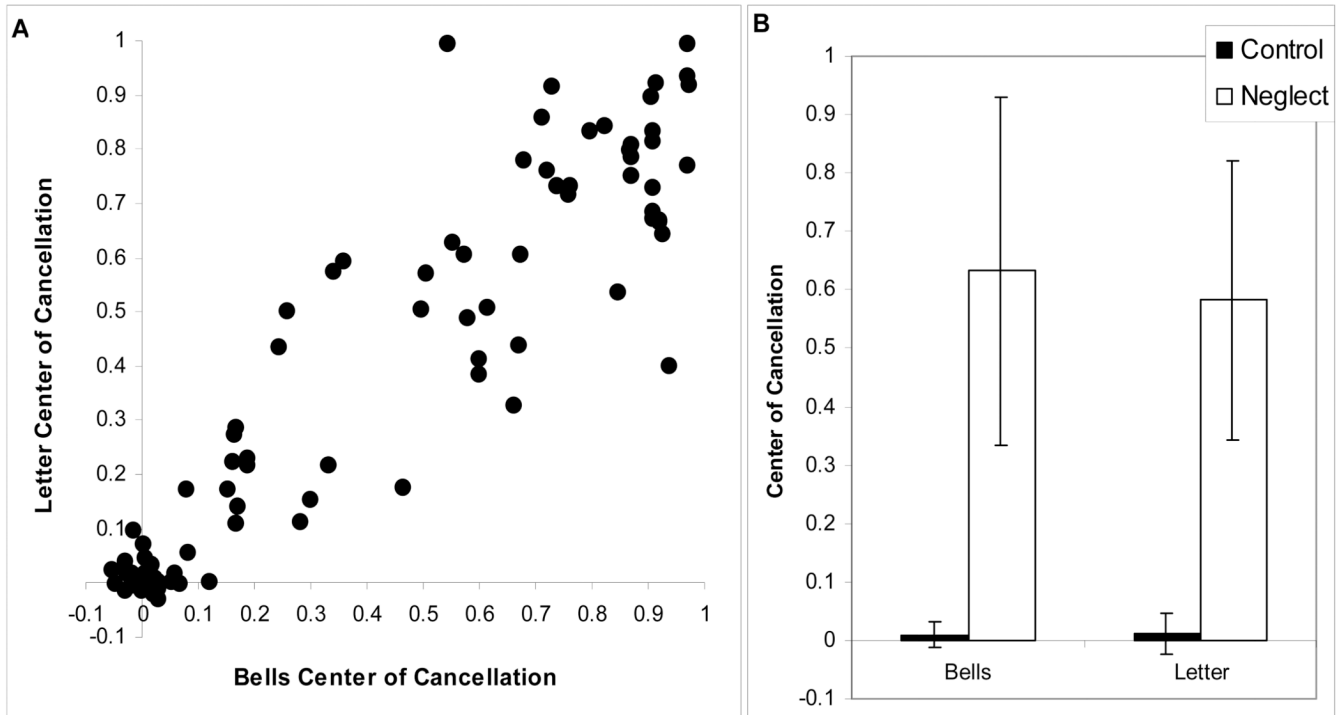 A
1
0.9
0.8
0.7
0.6
0.5
0.4
0.3
0.2
0.1
-0.1
-0.1 0 0.1 0.2 0.3 0.4 0.5 0.6 0.7 0.8 0.9 1
Letter Center of Cancellation
Bells Center of Cancellation
B
Control
Neglect
1
0.9
0.8
0.7
0.6
0.5
0.4
0.3
0.2
0.1
0
-0.1
Center of Cancellation
Bells Letter